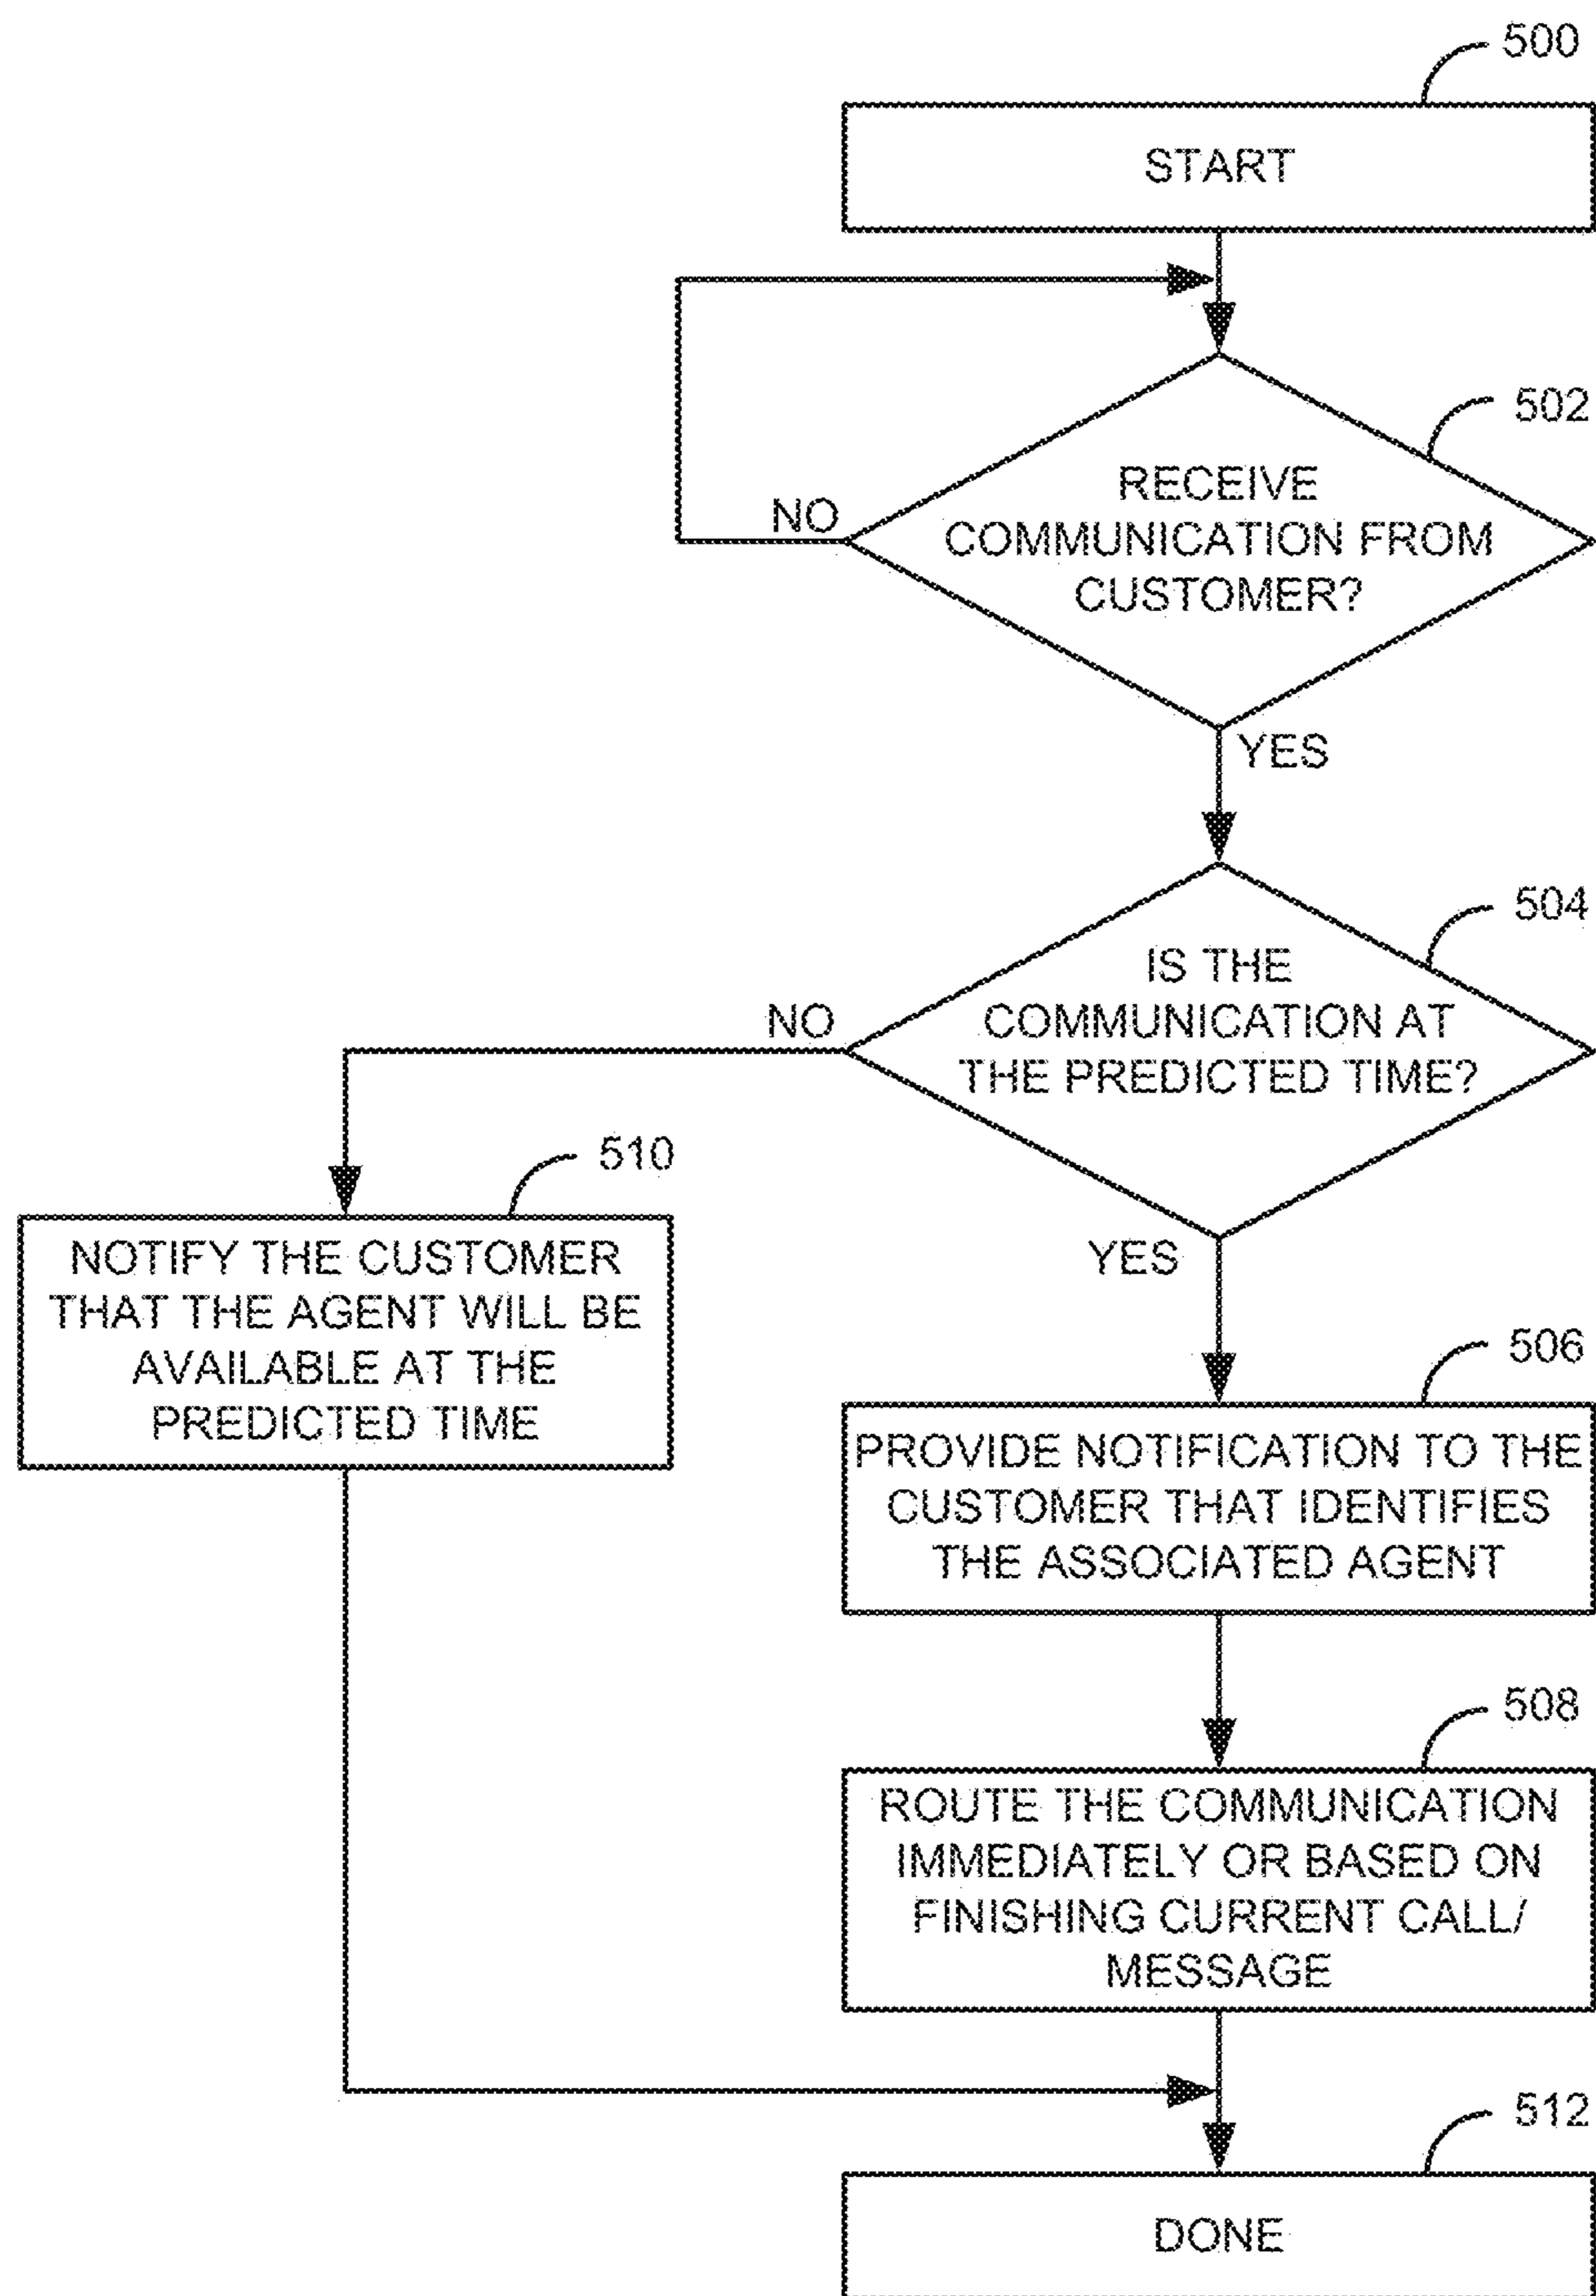 500
START
502
RECEIVE
COMMUNICATION FROM
CUSTOMER?
NO
YES
504
IS THE
COMMUNICATION AT
THE PREDICTED TIME?
NO
YES
510
NOTIFY THE CUSTOMER
THAT THE AGENT WILL BE
AVAILABLE AT THE
PREDICTED TIME
506
PROVIDE NOTIFICATION TO THE
CUSTOMER THAT IDENTIFIES
THE ASSOCIATED AGENT
508
ROUTE THE COMMUNICATION
IMMEDIATELY OR BASED ON
FINISHING CURRENT CALL/
MESSAGE
512
DONE